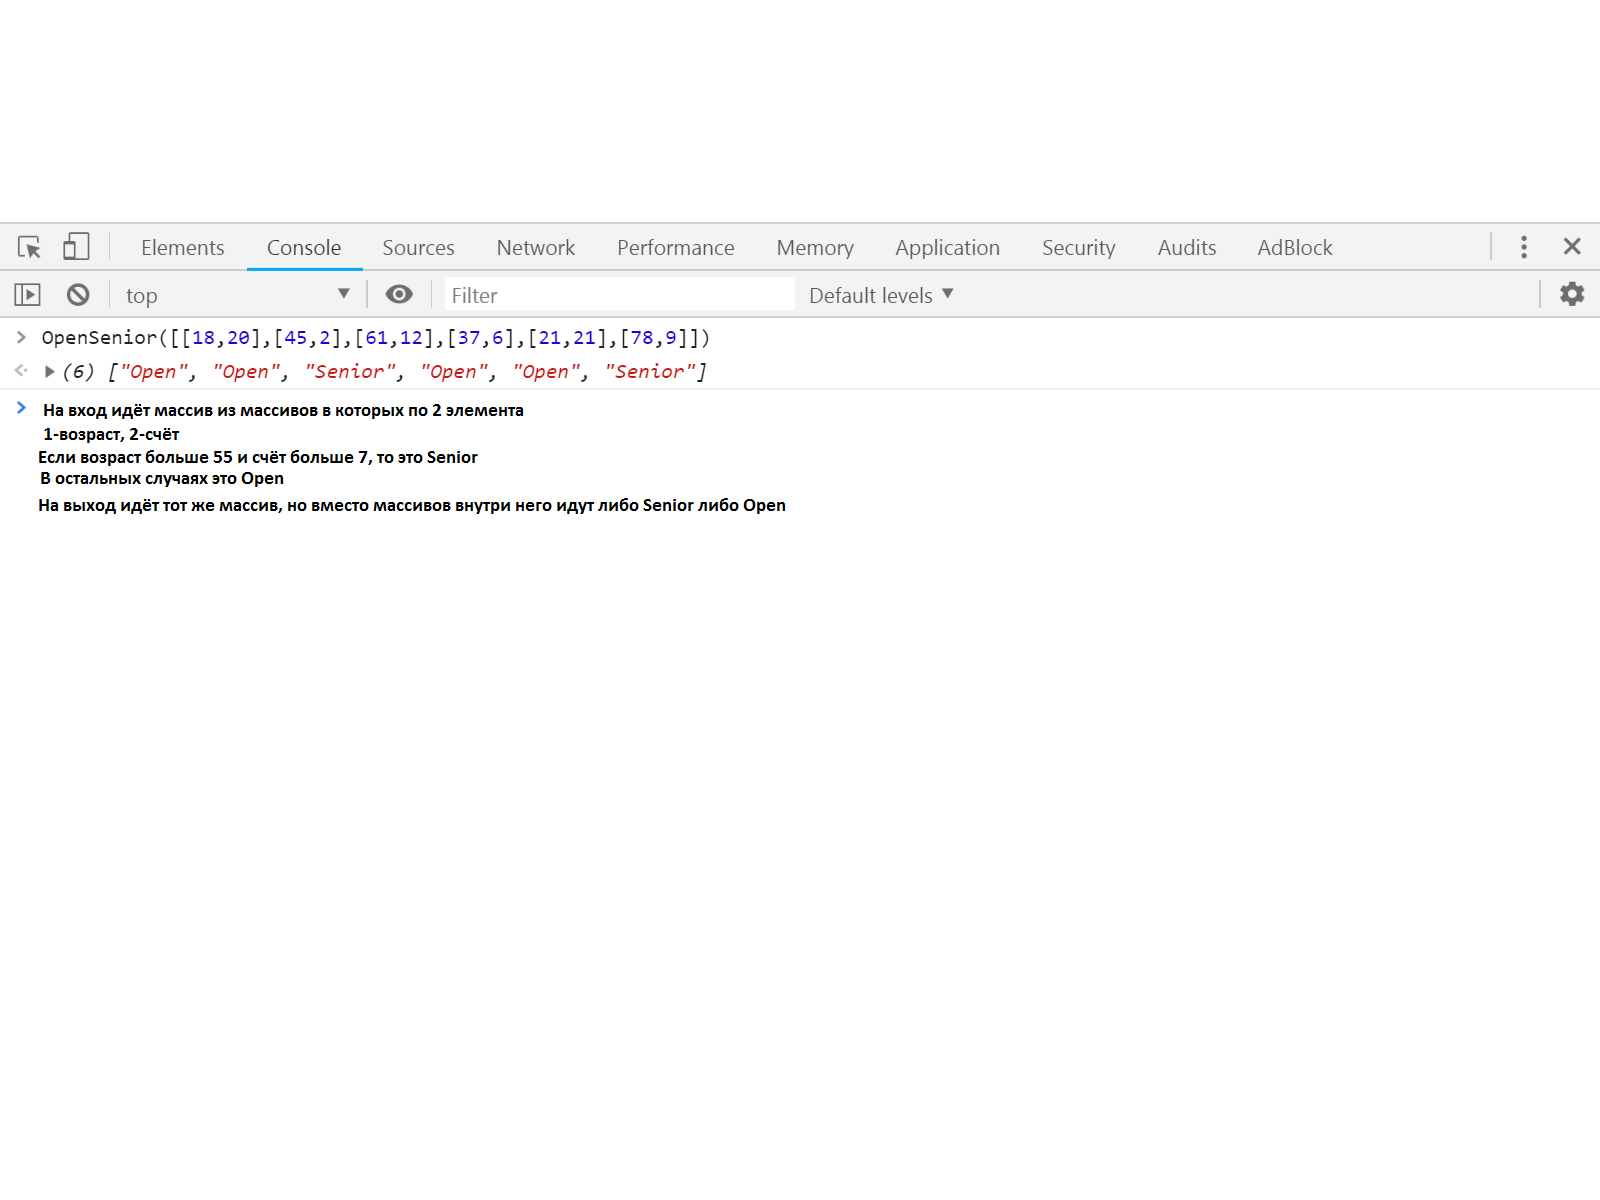 Elements Console Sources Network Performance Memory Application Security Audits AdBlock
top Filter Default levels
OpenSenior([[18,20],[45,2],[61,12],[37,6],[21,21],[78,9]])
(6) ["Open", "Open", "Senior", "Open", "Open", "Senior"]
На вход идёт массив из массивов в которых по 2 элемента
1-возраст, 2-счёт
Если возраст больше 55 и счёт больше 7, то это Senior
В остальных случаях это Open
На выход идёт тот же массив, но вместо массивов внутри него идут либо Senior либо Open